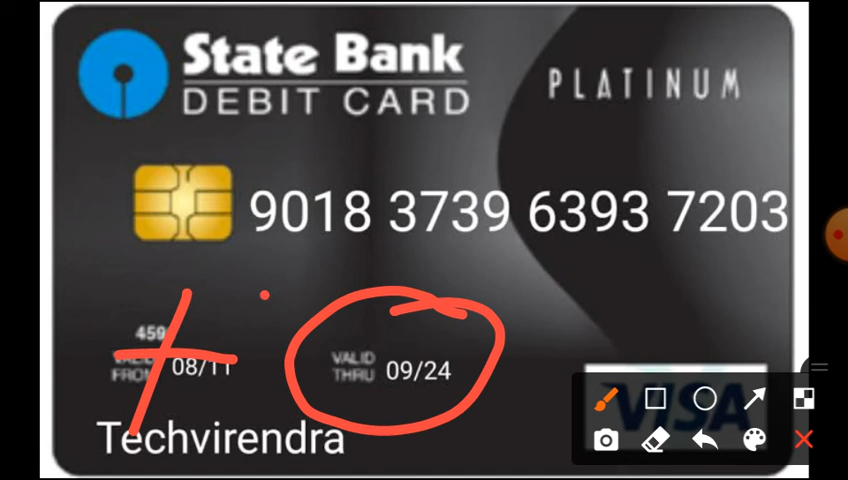 State Bank
DEBIT CARD
PLATINUM
9018 3739 6393 7203
459
VALID FROM 08/11
VALID THRU 09/24
Techvirendra
VISA